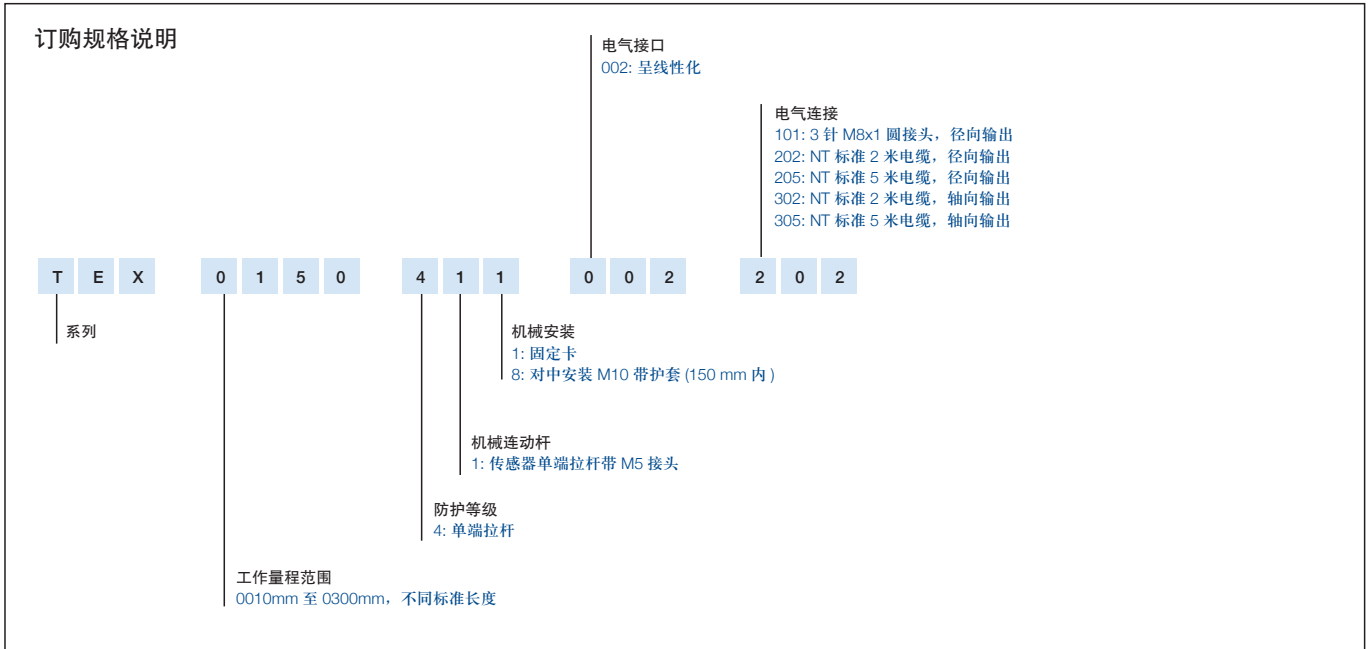 订购规格说明
电气接口
002: 呈线性化
电气连接
101: 3 针 M8x1 圆接头，径向输出
202: NT 标准 2 米电缆，径向输出
205: NT 标准 5 米电缆，径向输出
302: NT 标准 2 米电缆，轴向输出
305: NT 标准 5 米电缆，轴向输出
T E X 0 1 5 0 4 1 1 0 0 2 2 0 2
系列
机械安装
1: 固定卡
8: 对中安装 M10 带护套 (150 mm 内 )
机械连动杆
1: 传感器单端拉杆带 M5 接头
防护等级
4: 单端拉杆
工作量程范围
0010mm 至 0300mm，不同标准长度